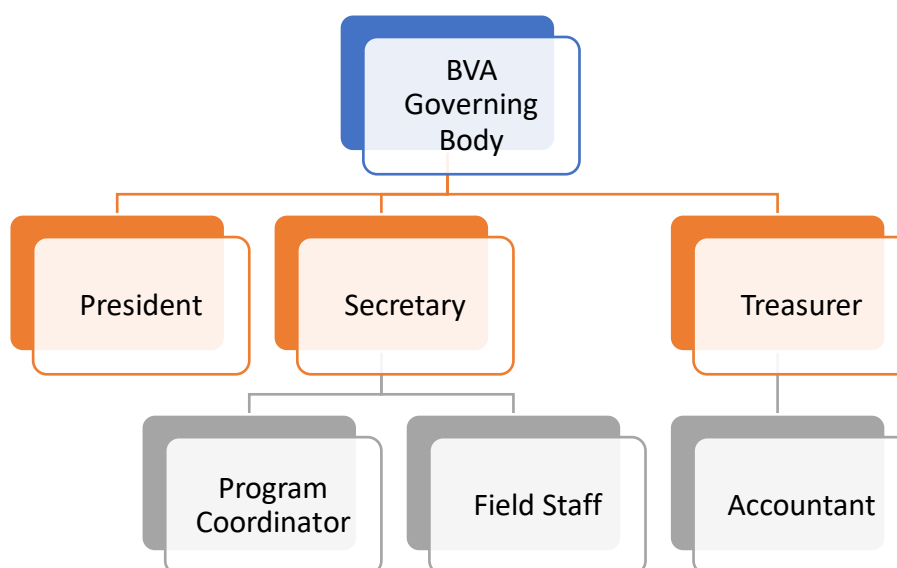 BVA
Governing
Body
President
Secretary
Treasurer
Program
Coordinator
Field Staff
Accountant